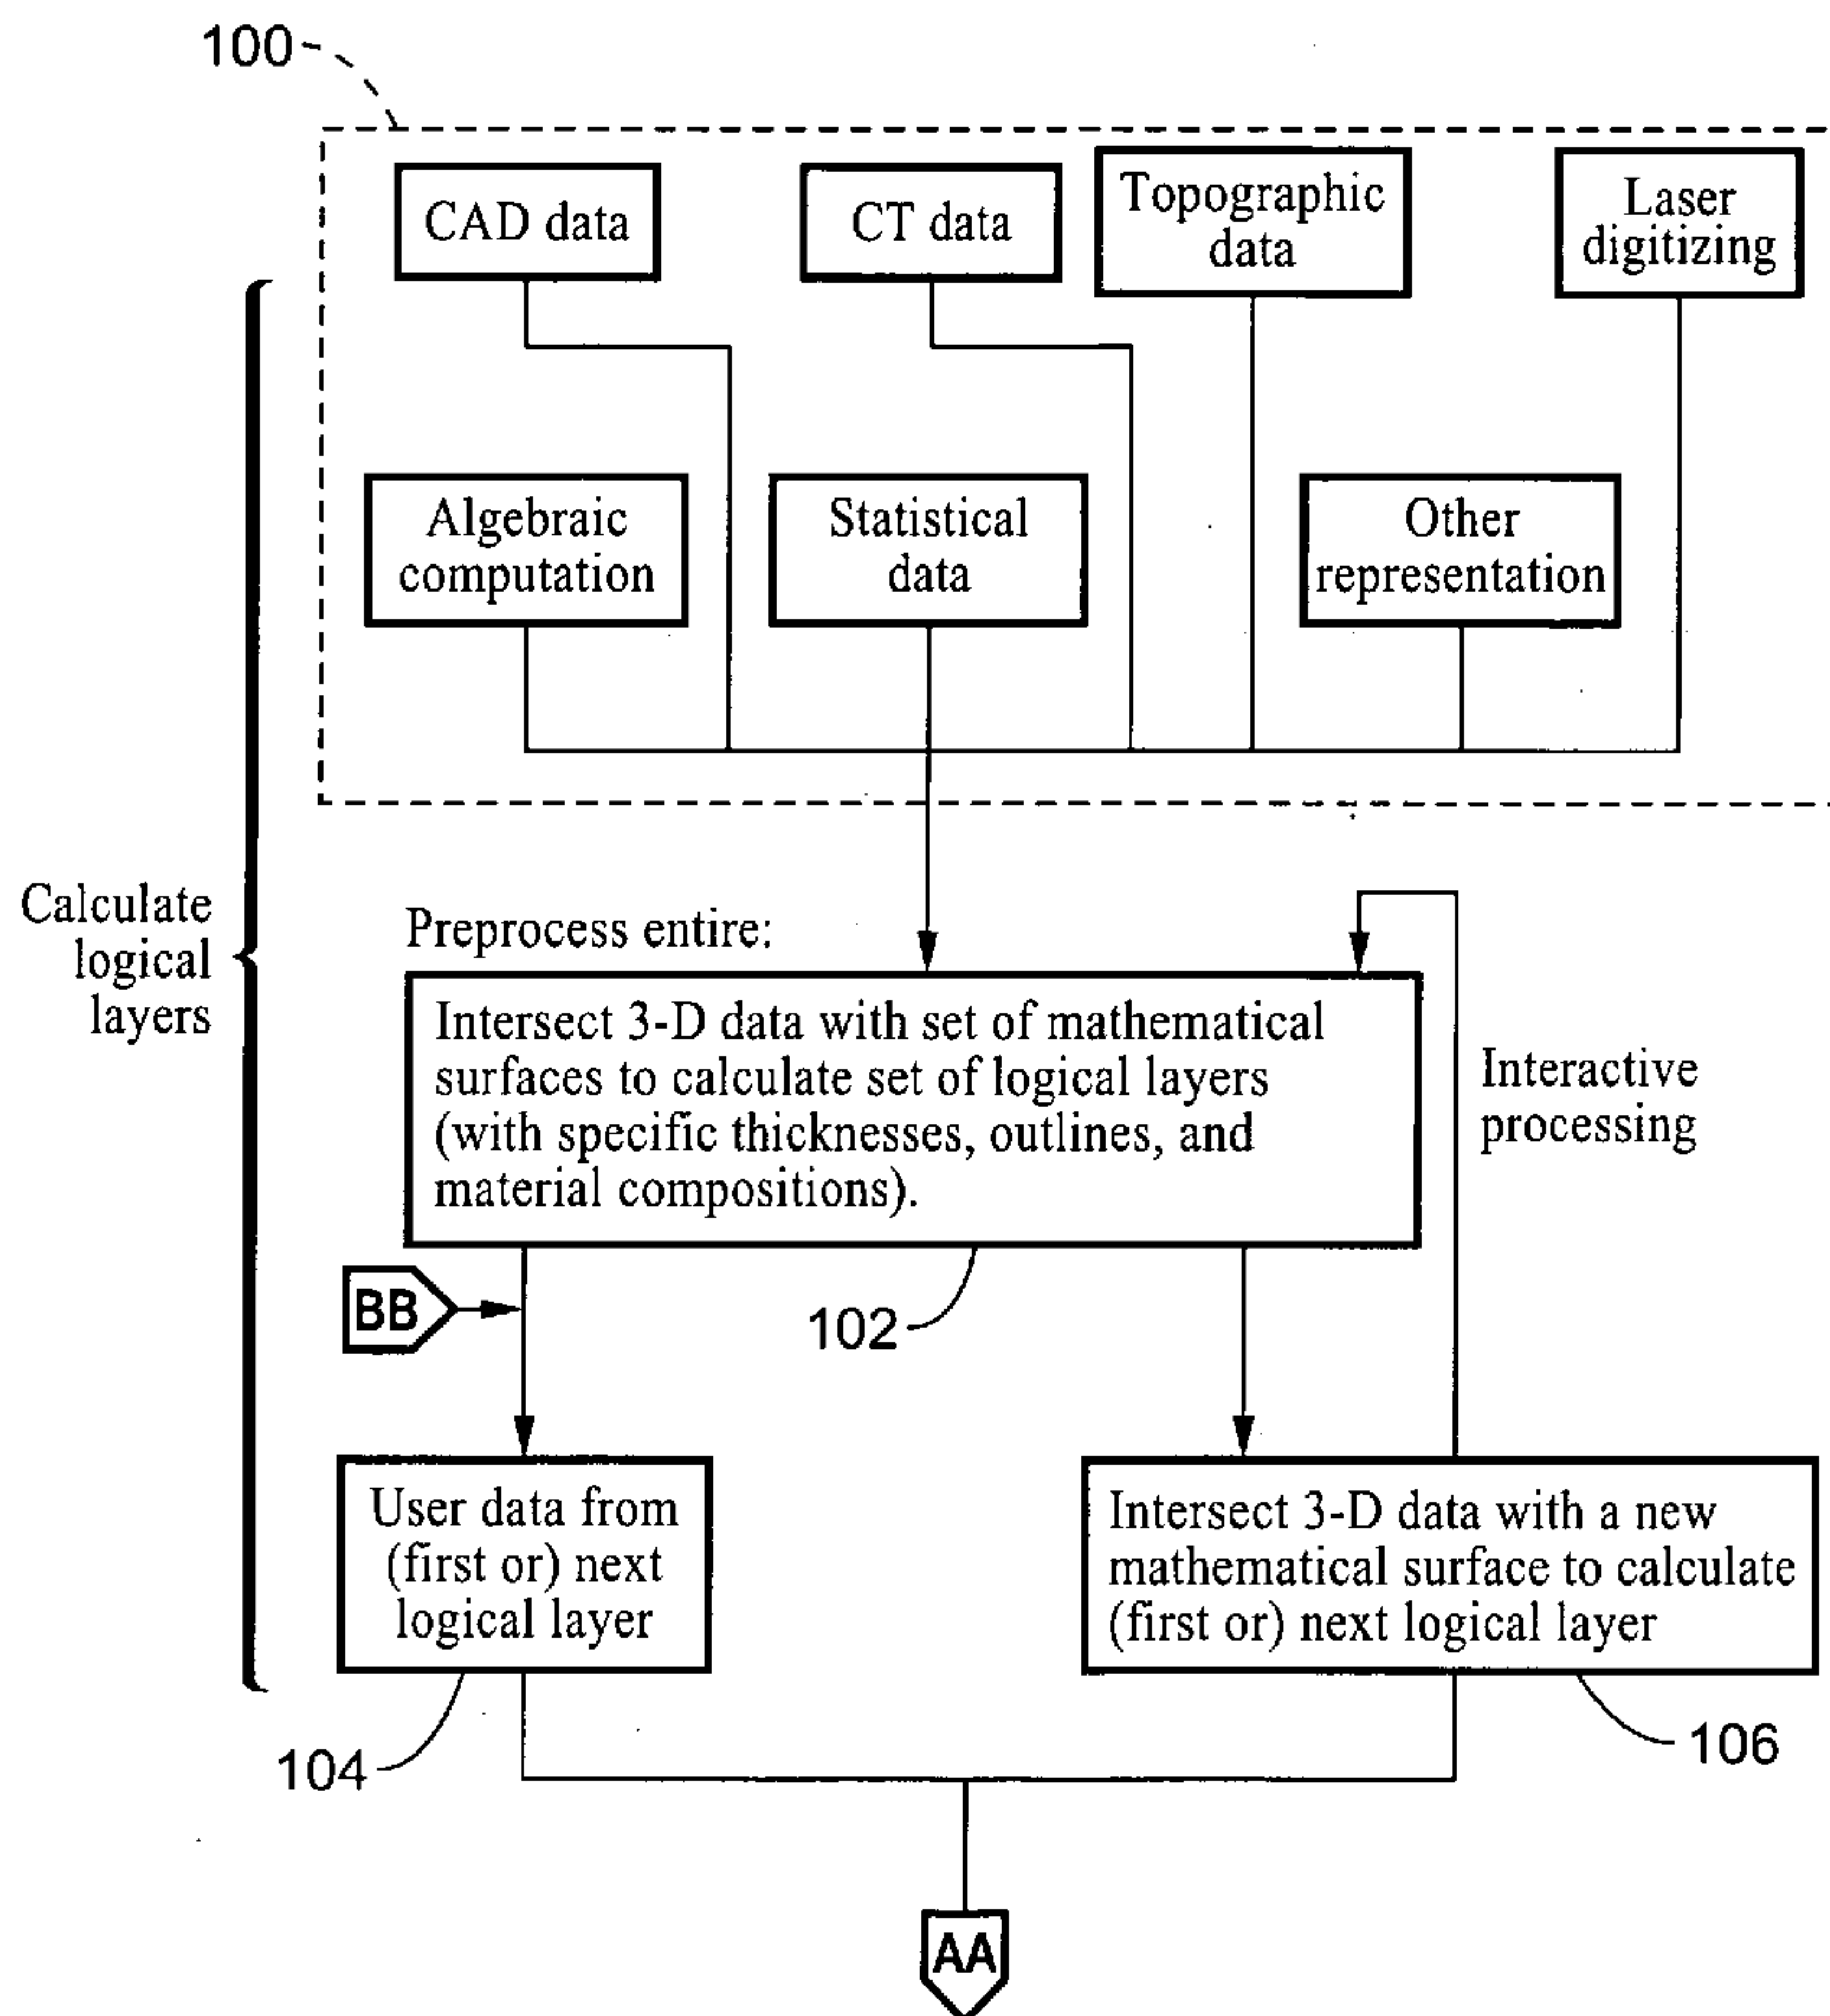 100
CAD data
CT data
Topographic
data
Laser
digitizing
Algebraic
computation
Statistical
data
Other
representation
Calculate
logical
layers
Preprocess entire:
Intersect 3-D data with set of mathematical
surfaces to calculate set of logical layers
(with specific thicknesses, outlines, and
material compositions).
Interactive
processing
BB
102
User data from
(first or) next
logical layer
Intersect 3-D data with a new
mathematical surface to calculate
(first or) next logical layer
104
106
AA